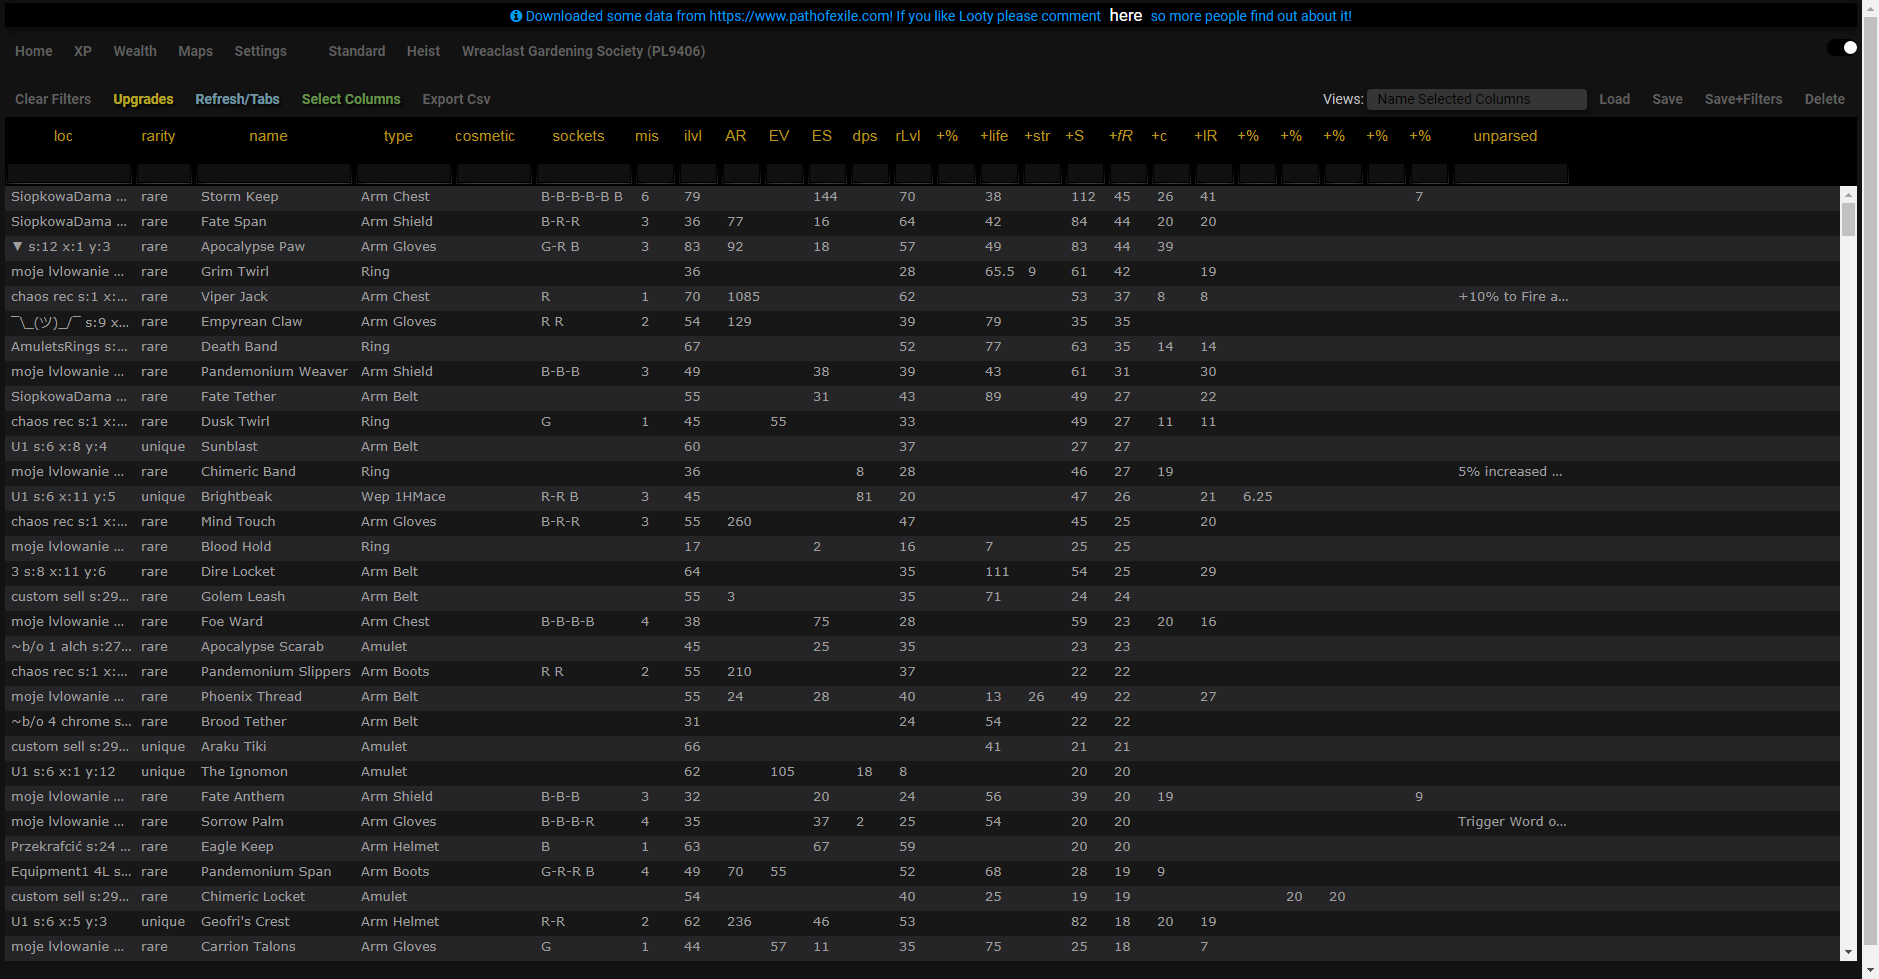 Downloaded some data from https://www.pathofexile.com! If you like Looty please comment here so more people find out about it!
Home XP Wealth Maps Settings Standard Heist Wreaclast Gardening Society (PL9406)
Clear Filters Upgrades Refresh/Tabs Select Columns Export Csv Views: Name Selected Columns Load Save Save+Filters Delete
loc rarity name type cosmetic sockets mis ilvl AR EV ES dps rLvl +% +life +str +S +fR +c +lR +% +% +% +% +% unparsed
SiopkowaDama ... rare Storm Keep Arm Chest B-B-B-B-B B 6 79 144 70 38 112 45 26 41 7
SiopkowaDama ... rare Fate Span Arm Shield B-R-R 3 36 77 16 64 42 84 44 20 20
▼ s:12 x:1 y:3 rare Apocalypse Paw Arm Gloves G-R B 3 83 92 18 57 49 83 44 39
moje lvlowanie ... rare Grim Twirl Ring 36 28 65.5 9 61 42 19
chaos rec s:1 x:... rare Viper Jack Arm Chest R 1 70 1085 62 53 37 8 8 +10% to Fire a...
¯\_(ツ)_/¯ s:9 x... rare Empyrean Claw Arm Gloves R R 2 54 129 39 79 35 35
AmuletsRings s:... rare Death Band Ring 67 52 77 63 35 14 14
moje lvlowanie ... rare Pandemonium Weaver Arm Shield B-B-B 3 49 38 39 43 61 31 30
SiopkowaDama ... rare Fate Tether Arm Belt 55 31 43 89 49 27 22
chaos rec s:1 x:... rare Dusk Twirl Ring G 1 45 55 33 49 27 11 11
U1 s:6 x:8 y:4 unique Sunblast Arm Belt 60 37 27 27
moje lvlowanie ... rare Chimeric Band Ring 36 8 28 46 27 19 5% increased ...
U1 s:6 x:11 y:5 unique Brightbeak Wep 1HMace R-R B 3 45 81 20 47 26 21 6.25
chaos rec s:1 x:... rare Mind Touch Arm Gloves B-R-R 3 55 260 47 45 25 20
moje lvlowanie ... rare Blood Hold Ring 17 2 16 7 25 25
3 s:8 x:11 y:6 rare Dire Locket Arm Belt 64 35 111 54 25 29
custom sell s:29... rare Golem Leash Arm Belt 55 3 35 71 24 24
moje lvlowanie ... rare Foe Ward Arm Chest B-B-B-B 4 38 75 28 59 23 20 16
~b/o 1 alch s:27... rare Apocalypse Scarab Amulet 45 25 35 23 23
chaos rec s:1 x:... rare Pandemonium Slippers Arm Boots R R 2 55 210 37 22 22
moje lvlowanie ... rare Phoenix Thread Arm Belt 55 24 28 40 13 26 49 22 27
~b/o 4 chrome s... rare Brood Tether Arm Belt 31 24 54 22 22
custom sell s:29... unique Araku Tiki Amulet 66 41 21 21
U1 s:6 x:1 y:12 unique The Ignomon Amulet 62 105 18 8 20 20
moje lvlowanie ... rare Fate Anthem Arm Shield B-B-B 3 32 20 24 56 39 20 19 9
moje lvlowanie ... rare Sorrow Palm Arm Gloves B-B-B-R 4 35 37 2 25 54 20 20 Trigger Word o...
Przekrafcić s:24 ... rare Eagle Keep Arm Helmet B 1 63 67 59 20 20
Equipment1 4L s... rare Pandemonium Span Arm Boots G-R-R B 4 49 70 55 52 68 28 19 9
custom sell s:29... rare Chimeric Locket Amulet 54 40 25 19 19 20 20
U1 s:6 x:5 y:3 unique Geofri's Crest Arm Helmet R-R 2 62 236 46 53 82 18 20 19
moje lvlowanie ... rare Carrion Talons Arm Gloves G 1 44 57 11 35 75 25 18 7